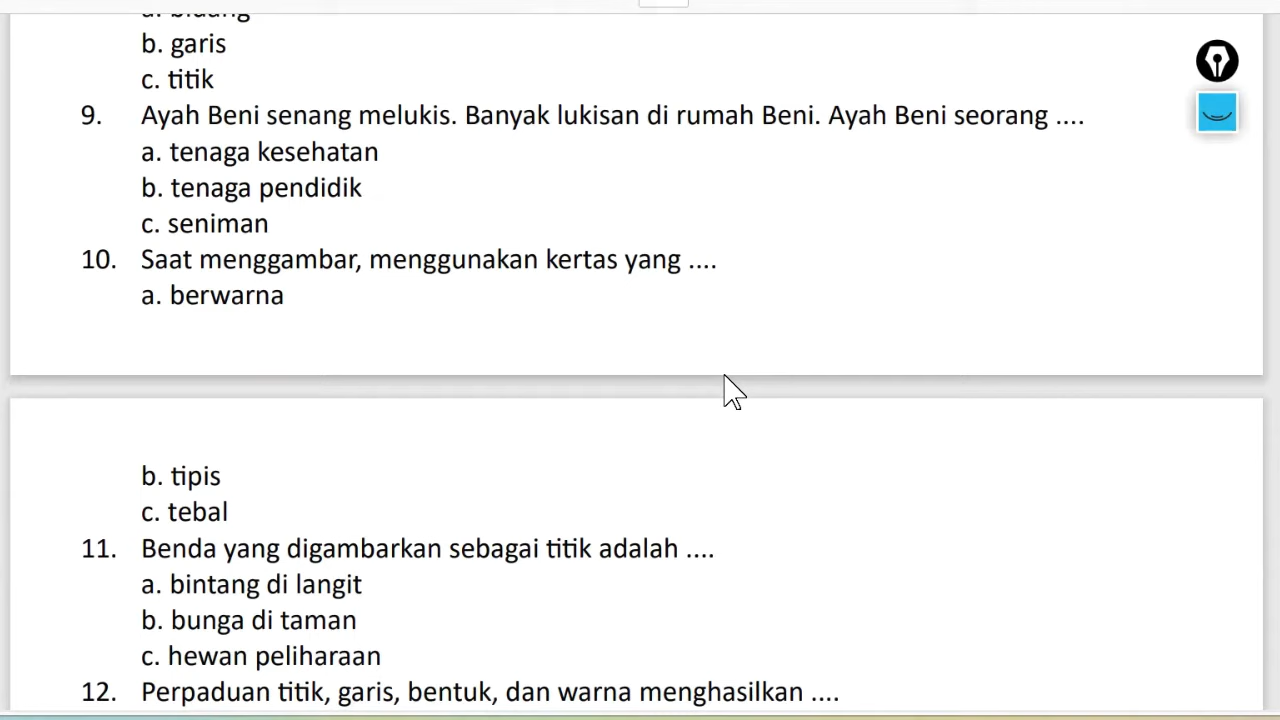 b. garis
c. titik
9. Ayah Beni senang melukis. Banyak lukisan di rumah Beni. Ayah Beni seorang ....
a. tenaga kesehatan
b. tenaga pendidik
c. seniman
10. Saat menggambar, menggunakan kertas yang ....
a. berwarna
b. tipis
c. tebal
11. Benda yang digambarkan sebagai titik adalah ....
a. bintang di langit
b. bunga di taman
c. hewan peliharaan
12. Perpaduan titik, garis, bentuk, dan warna menghasilkan ....